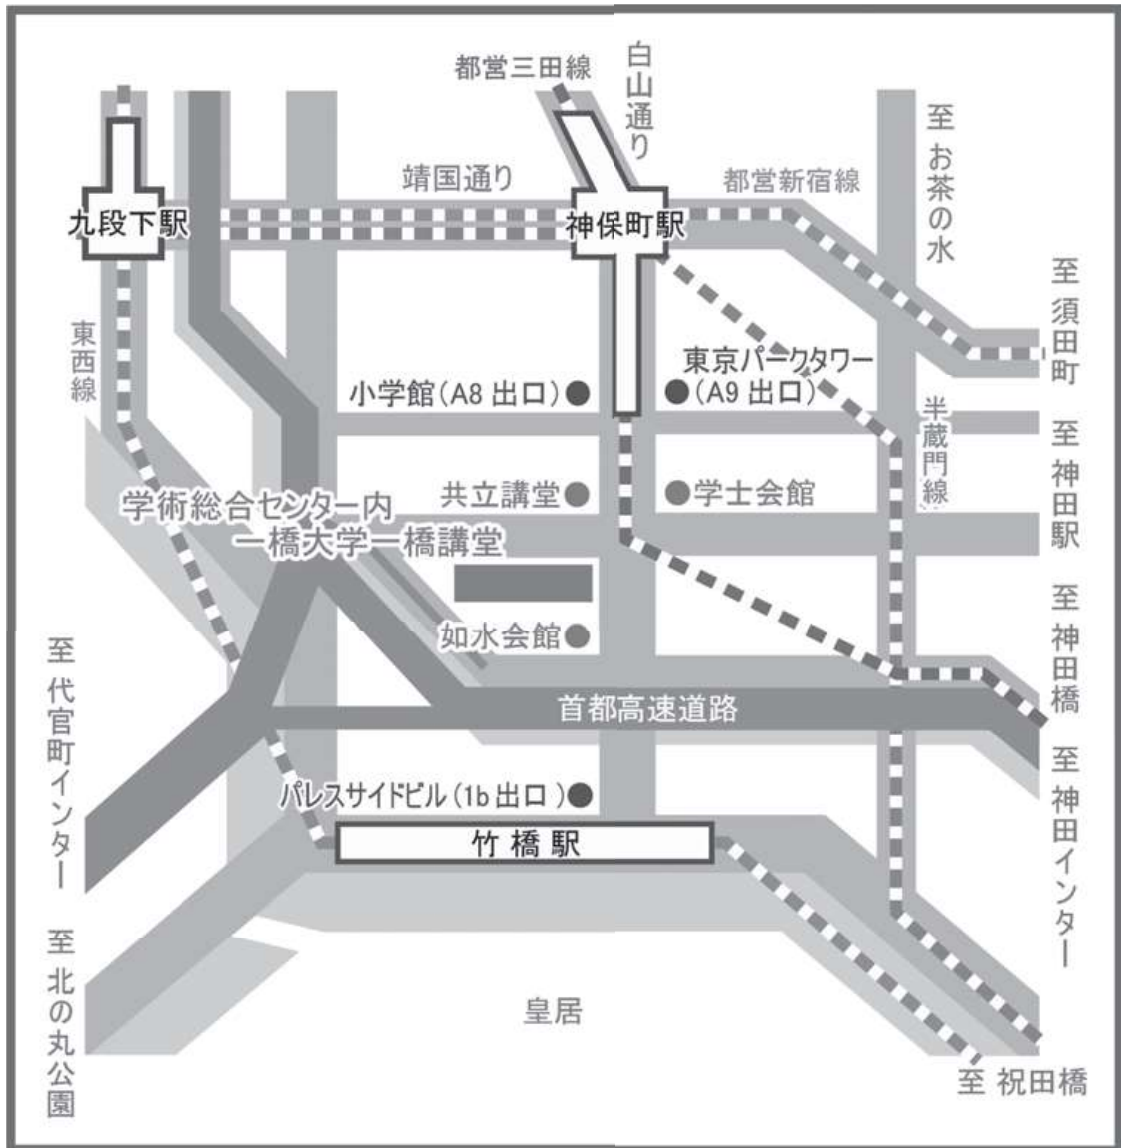 都営三田線
白山通り
至 お茶の水
靖国通り
都営新宿線
九段下駅
神保町駅
至 須田町
東西線
東京パークタワー
小学館(A8 出口)
(A9 出口)
半蔵門線
至 神田駅
共立講堂
学士会館
学術総合センター内
一橋大学一橋講堂
如水会館
至 神田橋
至 代官町インター
首都高速道路
至 神田インター
パレスサイドビル(1b 出口)
竹橋駅
至 北の丸公園
皇居
至 祝田橋